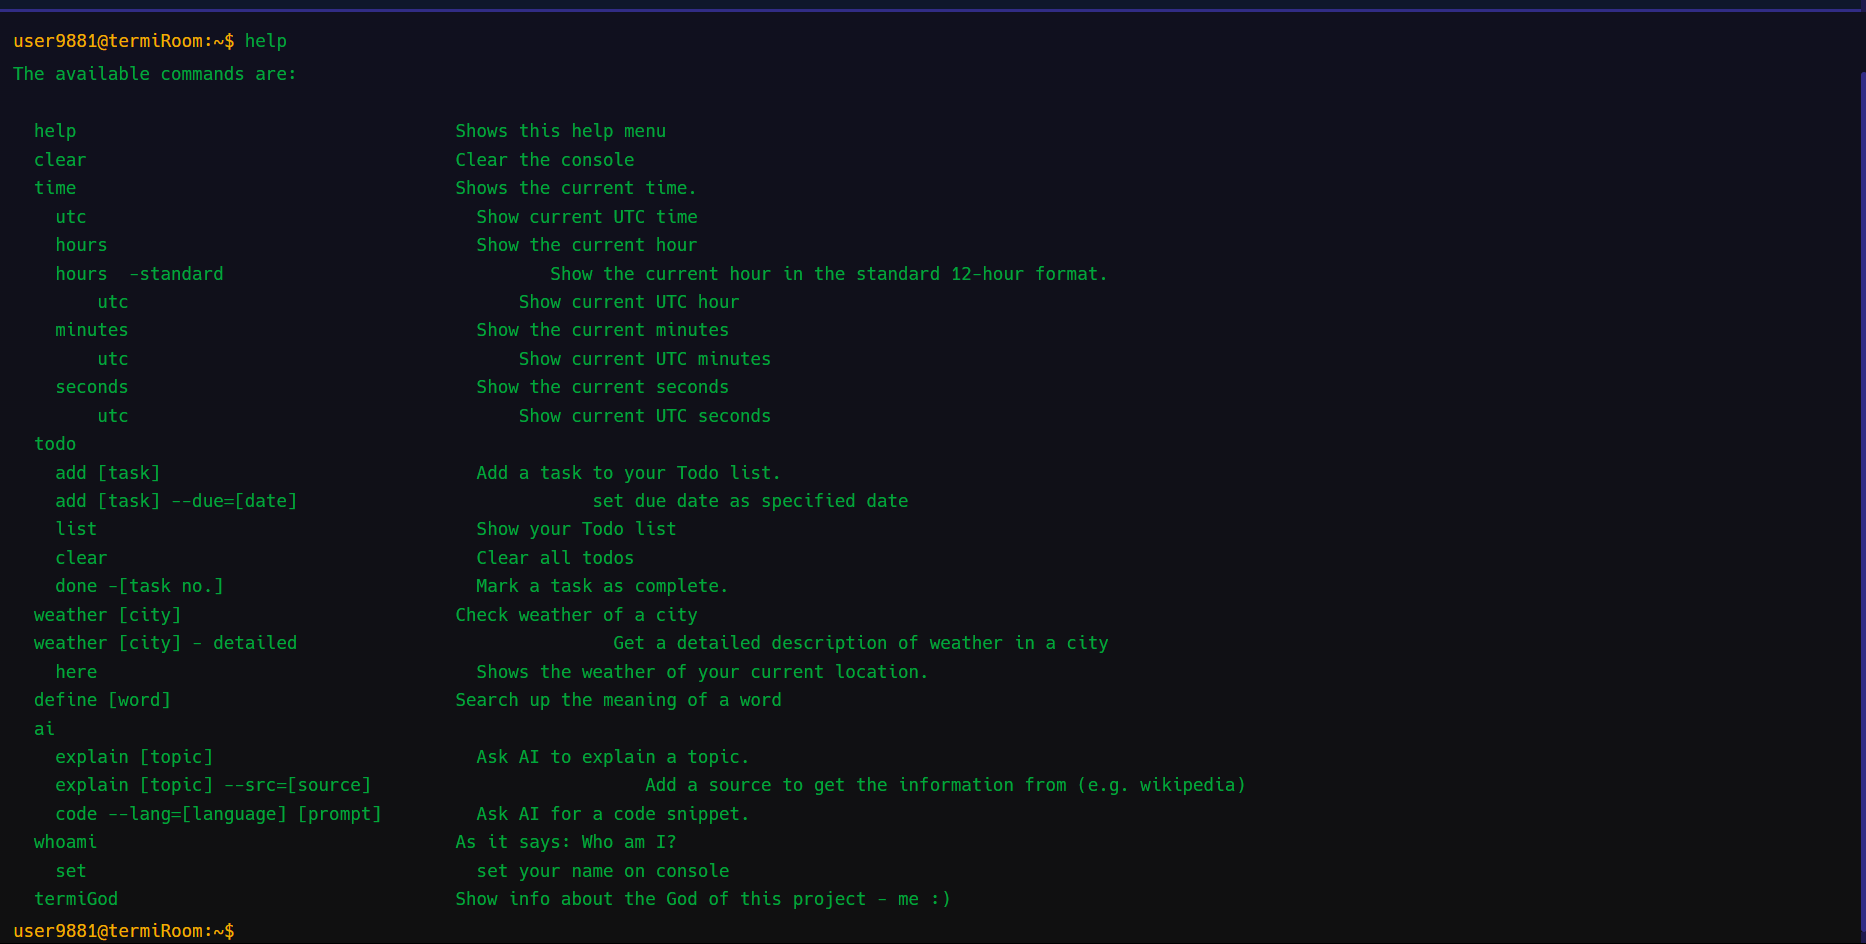 user9881@termiRoom:~$ help
The available commands are:
help Shows this help menu
clear Clear the console
time Shows the current time.
utc Show current UTC time
hours Show the current hour
hours -standard Show the current hour in the standard 12-hour format.
utc Show current UTC hour
minutes Show the current minutes
utc Show current UTC minutes
seconds Show the current seconds
utc Show current UTC seconds
todo
add [task] Add a task to your Todo list.
add [task] --due=[date] set due date as specified date
list Show your Todo list
clear Clear all todos
done -[task no.] Mark a task as complete.
weather [city] Check weather of a city
weather [city] - detailed Get a detailed description of weather in a city
here Shows the weather of your current location.
define [word] Search up the meaning of a word
ai
explain [topic] Ask AI to explain a topic.
explain [topic] --src=[source] Add a source to get the information from (e.g. wikipedia)
code --lang=[language] [prompt] Ask AI for a code snippet.
whoami As it says: Who am I?
set set your name on console
termiGod Show info about the God of this project - me :)
user9881@termiRoom:~$